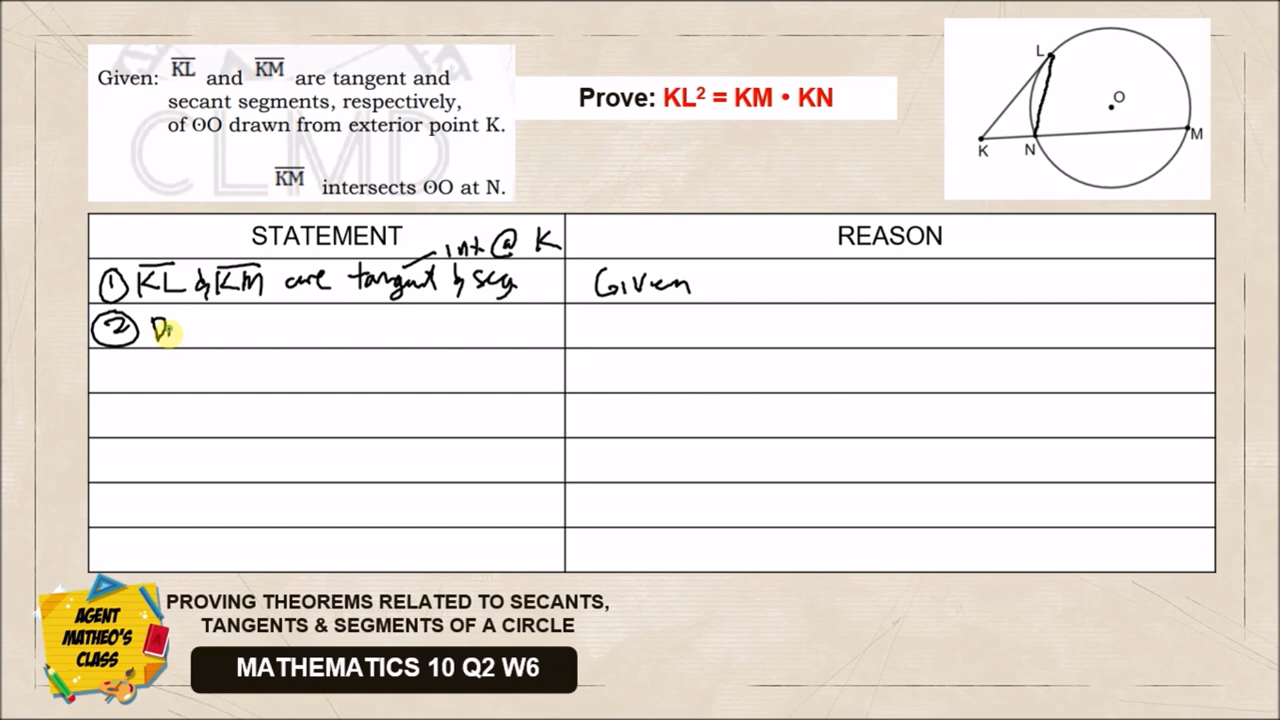 Given: KL and KM are tangent and
secant segments, respectively,
of ⊙O drawn from exterior point K.
KM intersects ⊙O at N.
CLMD
Prove: KL² = KM • KN
L
O
K
N
M
STATEMENT
REASON
int @ K
① KL & KM are tangent & seg
Given
②
PROVING THEOREMS RELATED TO SECANTS,
TANGENTS & SEGMENTS OF A CIRCLE
AGENT
MATHEO'S
CLASS
MATHEMATICS 10 Q2 W6